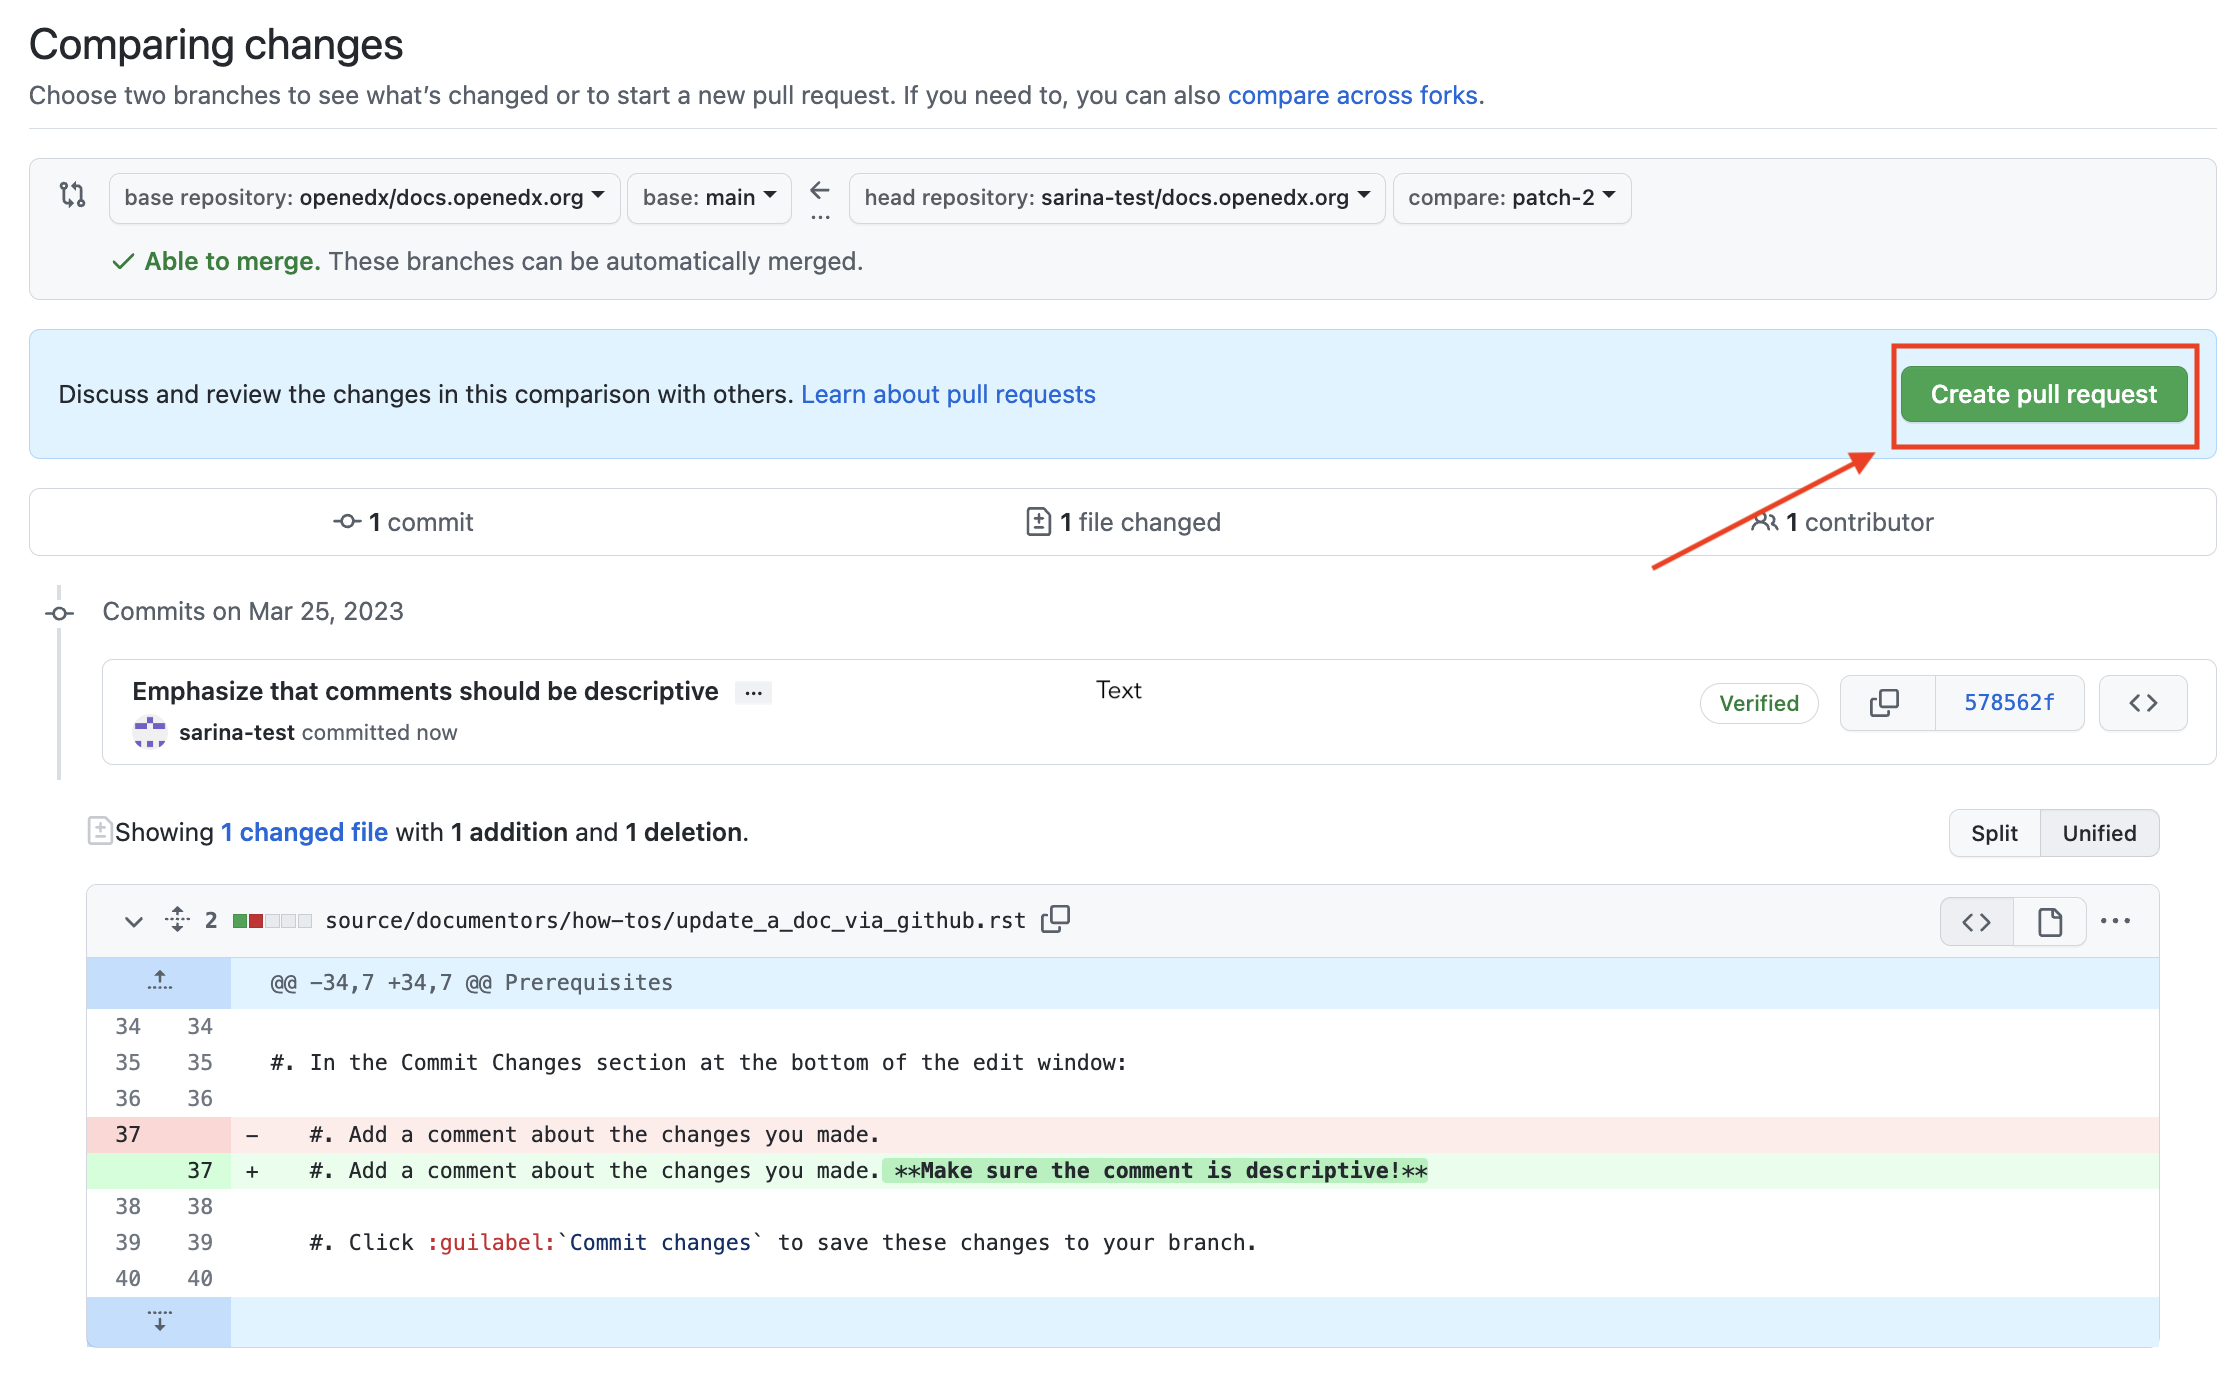 Comparing changes
Choose two branches to see what’s changed or to start a new pull request. If you need to, you can also compare across forks.
base repository: openedx/docs.openedx.org base: main ← ... head repository: sarina-test/docs.openedx.org compare: patch-2
Able to merge. These branches can be automatically merged.
Discuss and review the changes in this comparison with others. Learn about pull requests Create pull request
1 commit 1 file changed 1 contributor
Commits on Mar 25, 2023
Emphasize that comments should be descriptive ... Text Verified 578562f
sarina-test committed now
Showing 1 changed file with 1 addition and 1 deletion. Split Unified
2 source/documentors/how-tos/update_a_doc_via_github.rst
@@ -34,7 +34,7 @@ Prerequisites
34 34
35 35 #. In the Commit Changes section at the bottom of the edit window:
36 36
37 - #. Add a comment about the changes you made.
37 + #. Add a comment about the changes you made. **Make sure the comment is descriptive!**
38 38
39 39 #. Click :guilabel:`Commit changes` to save these changes to your branch.
40 40